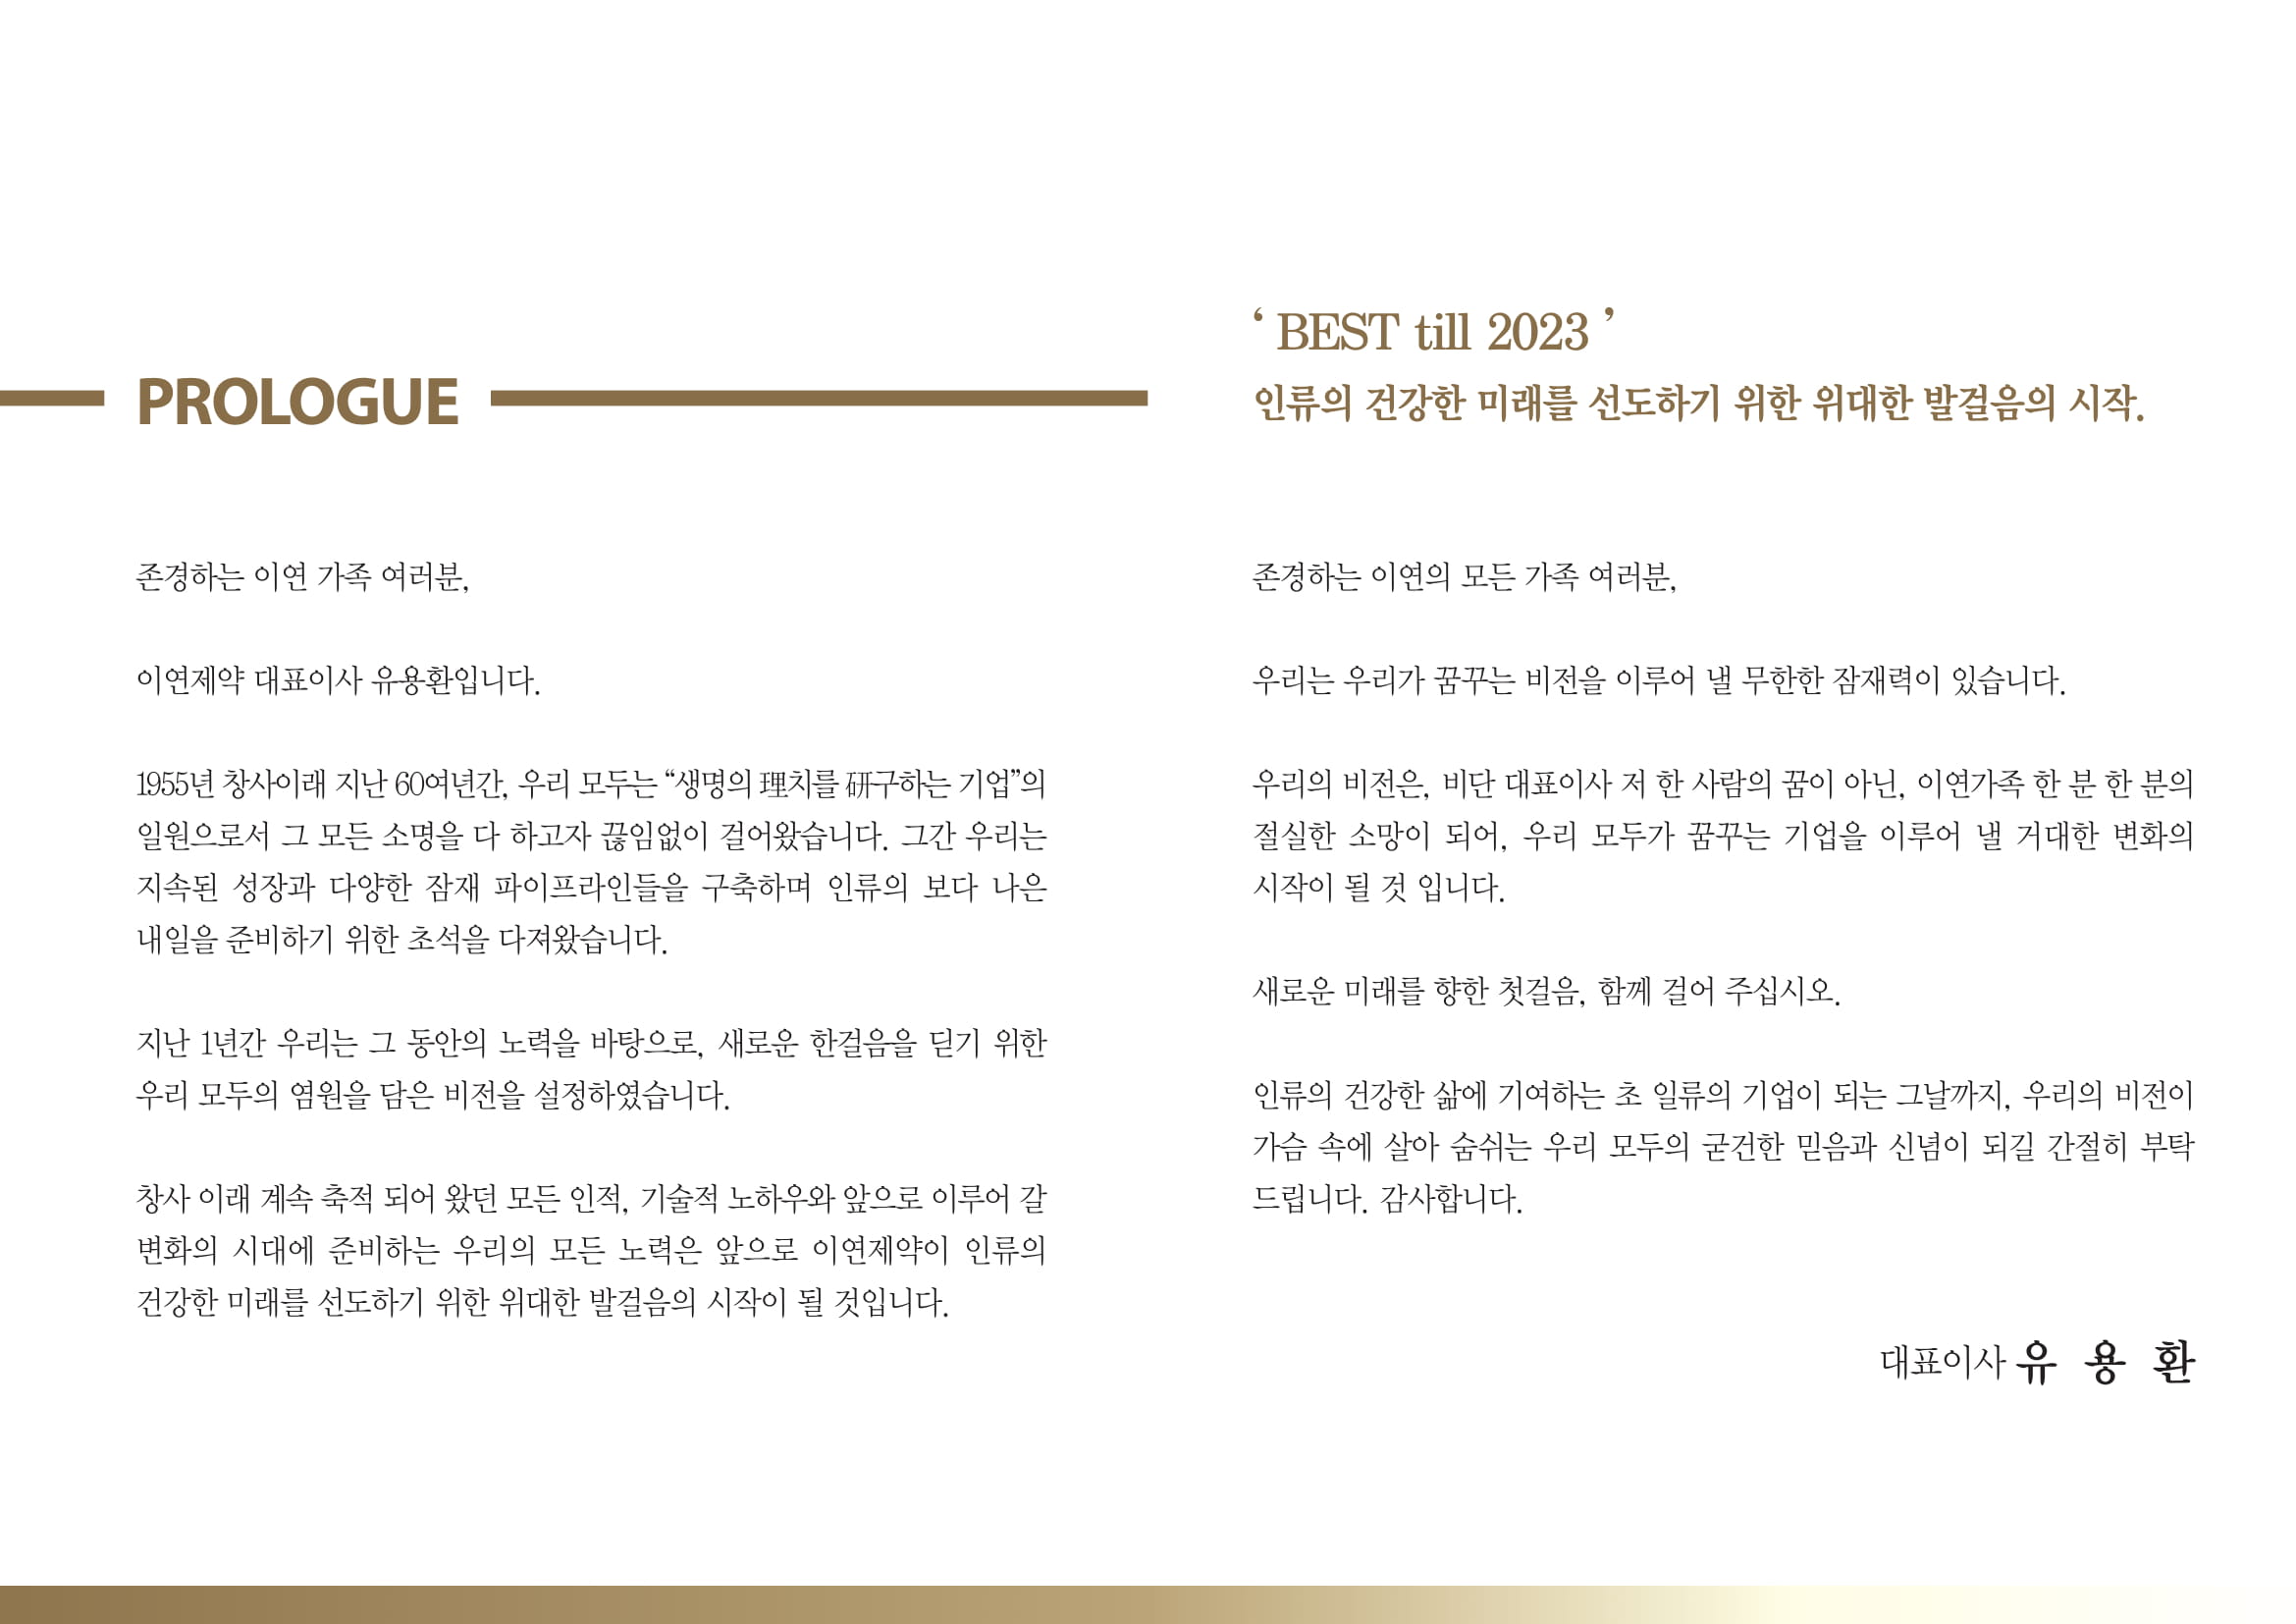 PROLOGUE
존경하는 이연 가족 여러분,
이연제약 대표이사 유용환입니다.
1955년 창사이래 지난 60여년간, 우리 모두는 “생명의 理치를 硏구하는 기업”의
일원으로서 그 모든 소명을 다 하고자 끊임없이 걸어왔습니다. 그간 우리는
지속된 성장과 다양한 잠재 파이프라인들을 구축하며 인류의 보다 나은
내일을 준비하기 위한 초석을 다져왔습니다.
지난 1년간 우리는 그 동안의 노력을 바탕으로, 새로운 한걸음을 딛기 위한
우리 모두의 염원을 담은 비전을 설정하였습니다.
창사 이래 계속 축적 되어 왔던 모든 인적, 기술적 노하우와 앞으로 이루어 갈
변화의 시대에 준비하는 우리의 모든 노력은 앞으로 이연제약이 인류의
건강한 미래를 선도하기 위한 위대한 발걸음의 시작이 될 것입니다.
‘ BEST till 2023 ’
인류의 건강한 미래를 선도하기 위한 위대한 발걸음의 시작.
존경하는 이연의 모든 가족 여러분,
우리는 우리가 꿈꾸는 비전을 이루어 낼 무한한 잠재력이 있습니다.
우리의 비전은, 비단 대표이사 저 한 사람의 꿈이 아닌, 이연가족 한 분 한 분의
절실한 소망이 되어, 우리 모두가 꿈꾸는 기업을 이루어 낼 거대한 변화의
시작이 될 것 입니다.
새로운 미래를 향한 첫걸음, 함께 걸어 주십시오.
인류의 건강한 삶에 기여하는 초 일류의 기업이 되는 그날까지, 우리의 비전이
가슴 속에 살아 숨쉬는 우리 모두의 굳건한 믿음과 신념이 되길 간절히 부탁
드립니다. 감사합니다.
대표이사 유 용 환